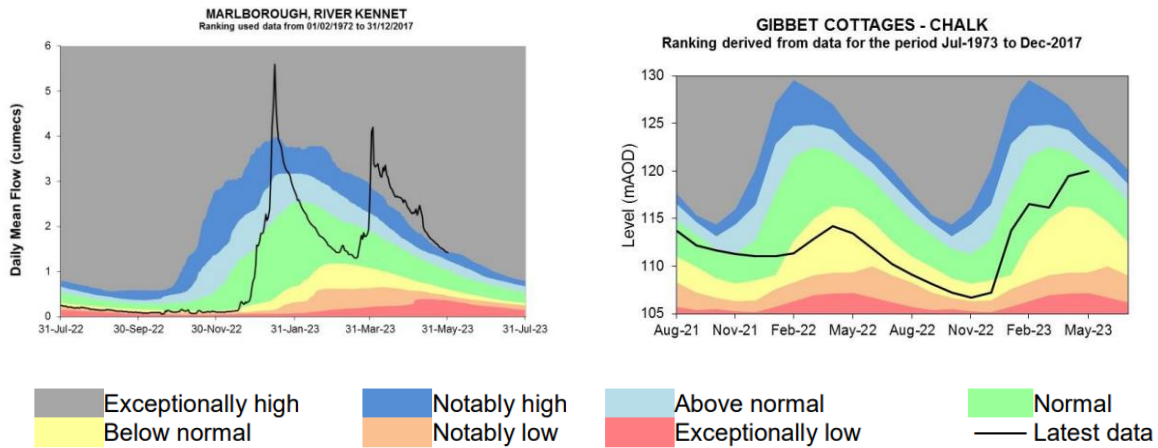 MARLBOROUGH, RIVER KENNET
Ranking used data from 01/02/1972 to 31/12/2017
Daily Mean Flow (cumecs)
6
5
4
3
2
1
0
31-Jul-22 30-Sep-22 30-Nov-22 31-Jan-23 31-Mar-23 31-May-23 31-Jul-23
GIBBET COTTAGES - CHALK
Ranking derived from data for the period Jul-1973 to Dec-2017
Level (mAOD)
130
125
120
115
110
105
Aug-21 Nov-21 Feb-22 May-22 Aug-22 Nov-22 Feb-23 May-23
Exceptionally high Notably high Above normal Normal
Below normal Notably low Exceptionally low Latest data